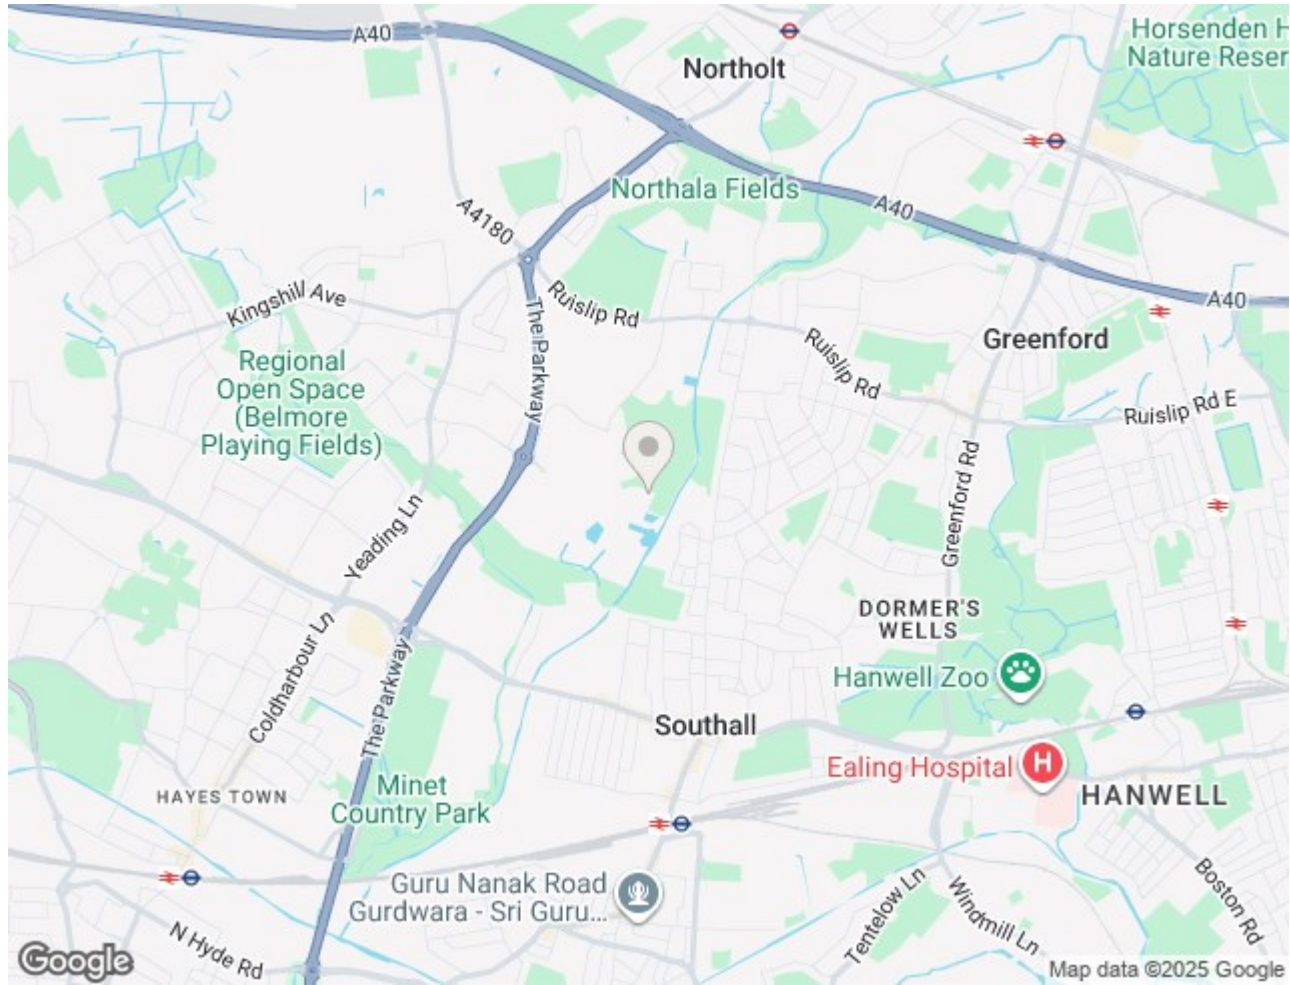 A40
Horsenden H
Nature Reser
Northolt
Northala Fields
A40
A4180
Kingshill Ave
Ruislip Rd
The Parkway
A40
Greenford
Regional
Open Space
(Belmore
Playing Fields)
Ruislip Rd
Ruislip Rd E
Greenford Rd
Yeading Ln
DORMER'S
WELLS
Coldharbour Ln
The Parkway
Hanwell Zoo
Southall
Ealing Hospital
H
HANWELL
HAYES TOWN
Minet
Country Park
Guru Nanak Road
Gurdwara - Sri Guru...
Tentelow Ln
Windmill Ln
Boston Rd
N Hyde Rd
Google
Map data ©2025 Google